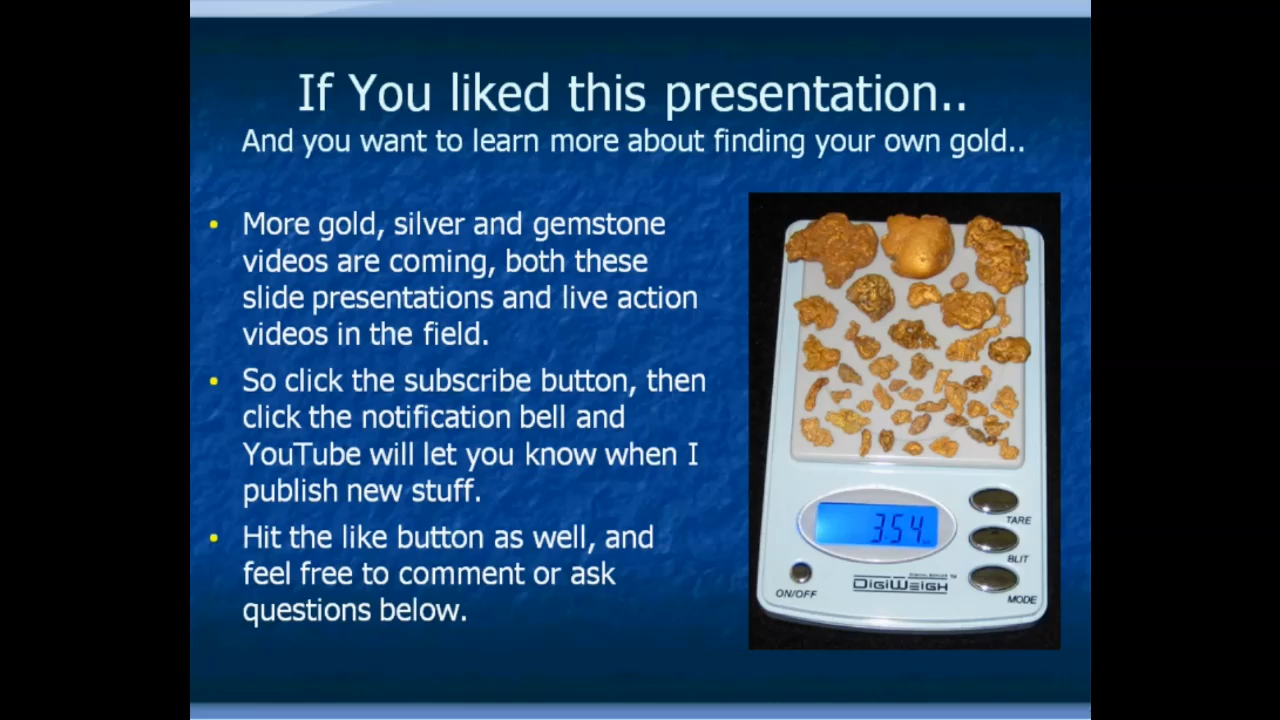 If You liked this presentation..
And you want to learn more about finding your own gold..
• More gold, silver and gemstone
videos are coming, both these
slide presentations and live action
videos in the field.
• So click the subscribe button, then
click the notification bell and
YouTube will let you know when I
publish new stuff.
• Hit the like button as well, and
feel free to comment or ask
questions below.
3.54
TARE
BLIT
MODE
ON/OFF
DIGIWEIGH